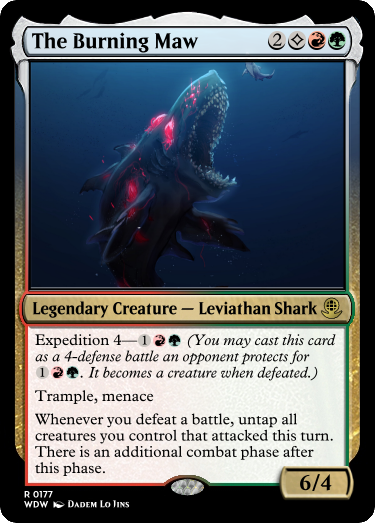 The Burning Maw 2CRG
Legendary Creature — Leviathan Shark
Expedition 4—1RG (You may cast this card
as a 4-defense battle an opponent protects for
1RG. It becomes a creature when defeated.)
Trample, menace
Whenever you defeat a battle, untap all
creatures you control that attacked this turn.
There is an additional combat phase after
this phase.
6/4
R 0177
WDW Dadem Lo Jins